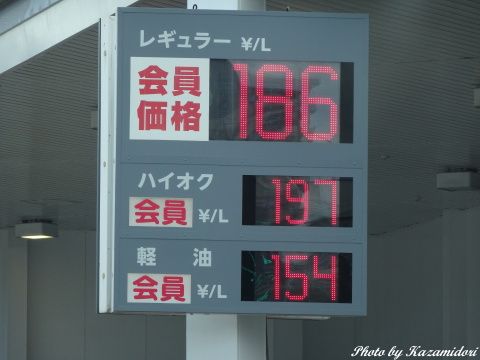 レギュラー ¥/L
会員
価格
186
ハイオク
会員 ¥/L
197
軽 油
会員 ¥/L
154
Photo by Kazamidori